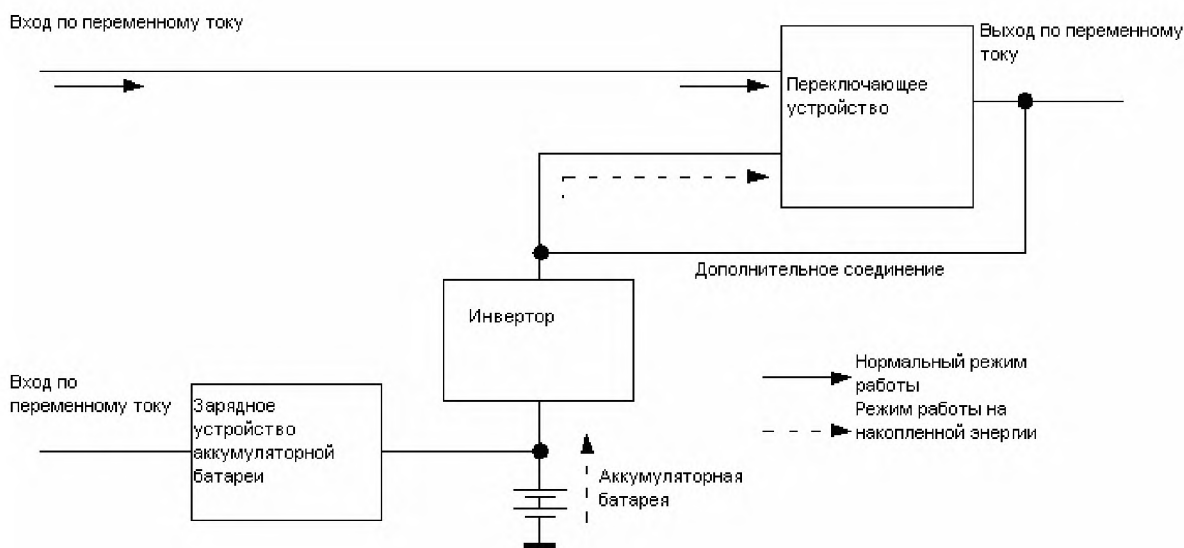 Вход по переменному току
Выход по переменному
току
Переключающее
устройство
Дополнительное соединение
Инвертор
Нормальный режим
работы
Режим работы на
накопленной энергии
Вход по
переменному току
Зарядное
устройство
аккумуляторной
батареи
Аккумуляторная
батарея